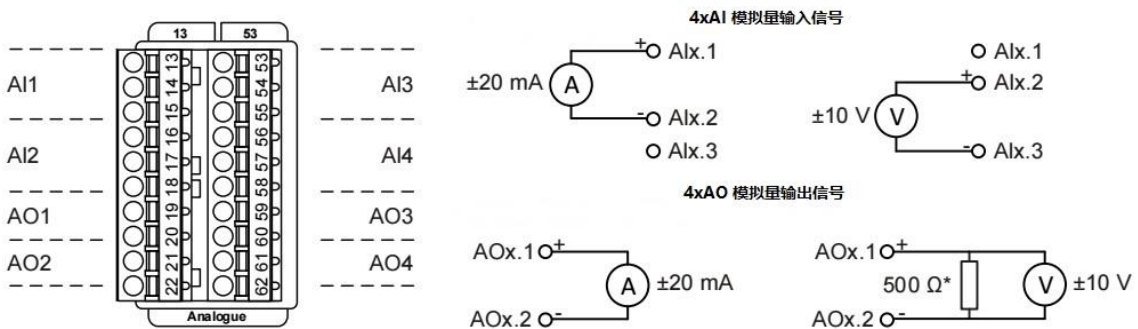 13 53
AI1
AI2
AO1
AO2
13
14
15
16
17
18
19
20
21
22
53
54
55
56
57
58
59
60
61
62
Analogue
AI3
AI4
AO3
AO4
4xAI 模拟量输入信号
±20 mA
A
+
AIx.1
-
AIx.2
AIx.3
±10 V
V
AIx.1
+
AIx.2
-
AIx.3
4xAO 模拟量输出信号
AOx.1
+
A
±20 mA
AOx.2
-
AOx.1
+
500 Ω*
V
±10 V
AOx.2
-